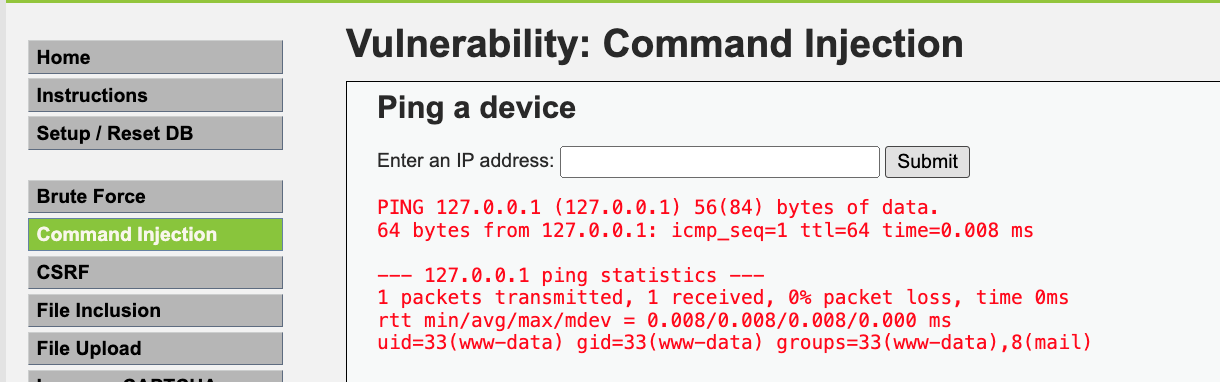 Home
Instructions
Setup / Reset DB
Brute Force
Command Injection
CSRF
File Inclusion
File Upload
Vulnerability: Command Injection
Ping a device
Enter an IP address: Submit
PING 127.0.0.1 (127.0.0.1) 56(84) bytes of data.
64 bytes from 127.0.0.1: icmp_seq=1 ttl=64 time=0.008 ms
--- 127.0.0.1 ping statistics ---
1 packets transmitted, 1 received, 0% packet loss, time 0ms
rtt min/avg/max/mdev = 0.008/0.008/0.008/0.000 ms
uid=33(www-data) gid=33(www-data) groups=33(www-data),8(mail)